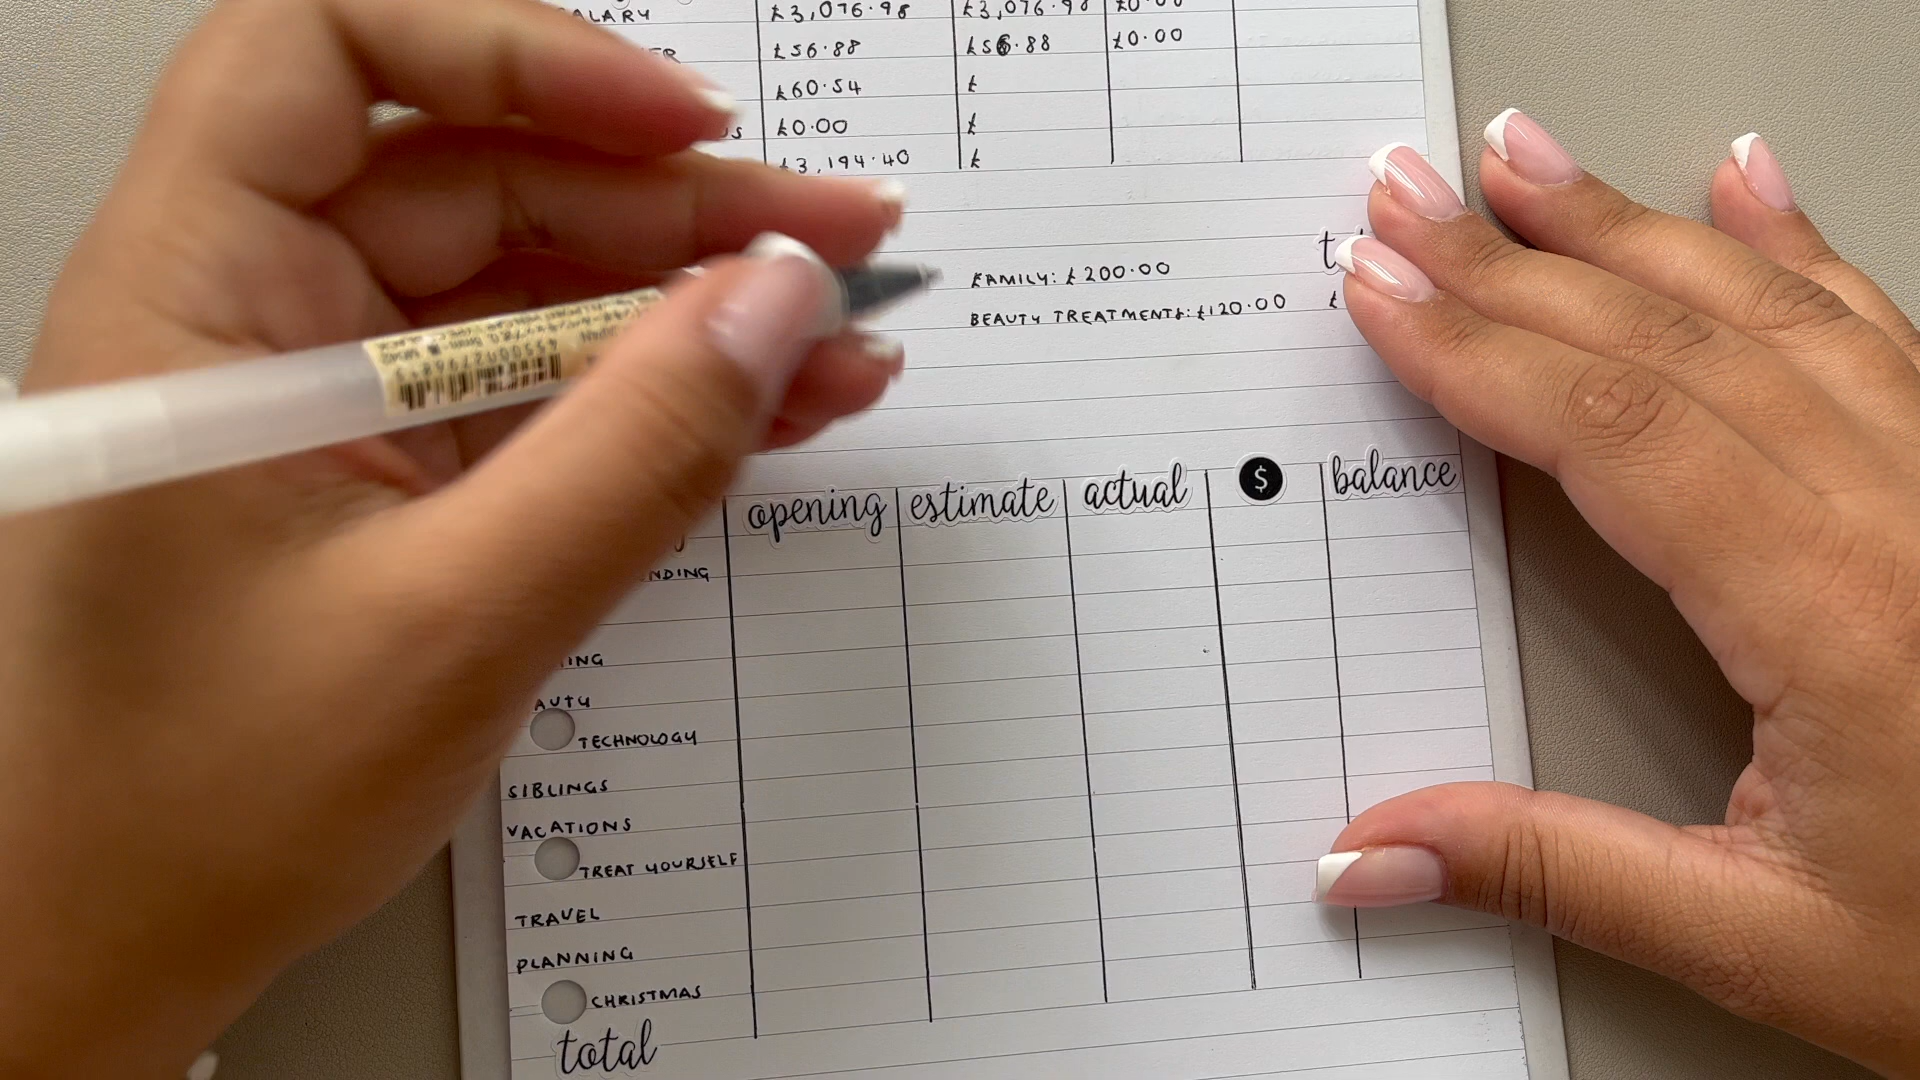 £3,076.98 £3,076.98 £0.00
£56.88 £56.88 £0.00
£60.54 £
£0.00 £
£3,194.40 £
FAMILY: £200.00
BEAUTY TREATMENTS: £120.00 £
opening estimate actual $ balance
TECHNOLOGY
SIBLINGS
VACATIONS
TREAT YOURSELF
TRAVEL
PLANNING
CHRISTMAS
total